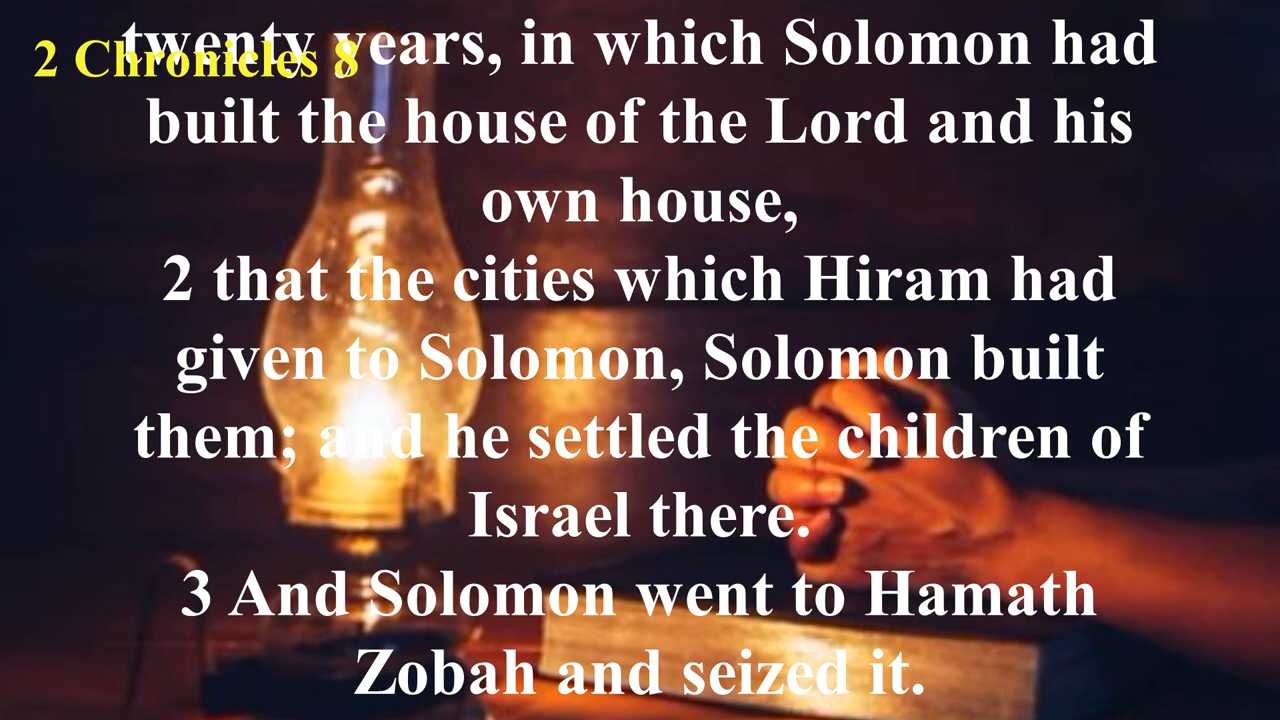 2 Chronicles 8
twenty years, in which Solomon had
built the house of the Lord and his
own house,
2 that the cities which Hiram had
given to Solomon, Solomon built
them; and he settled the children of
Israel there.
3 And Solomon went to Hamath
Zobah and seized it.